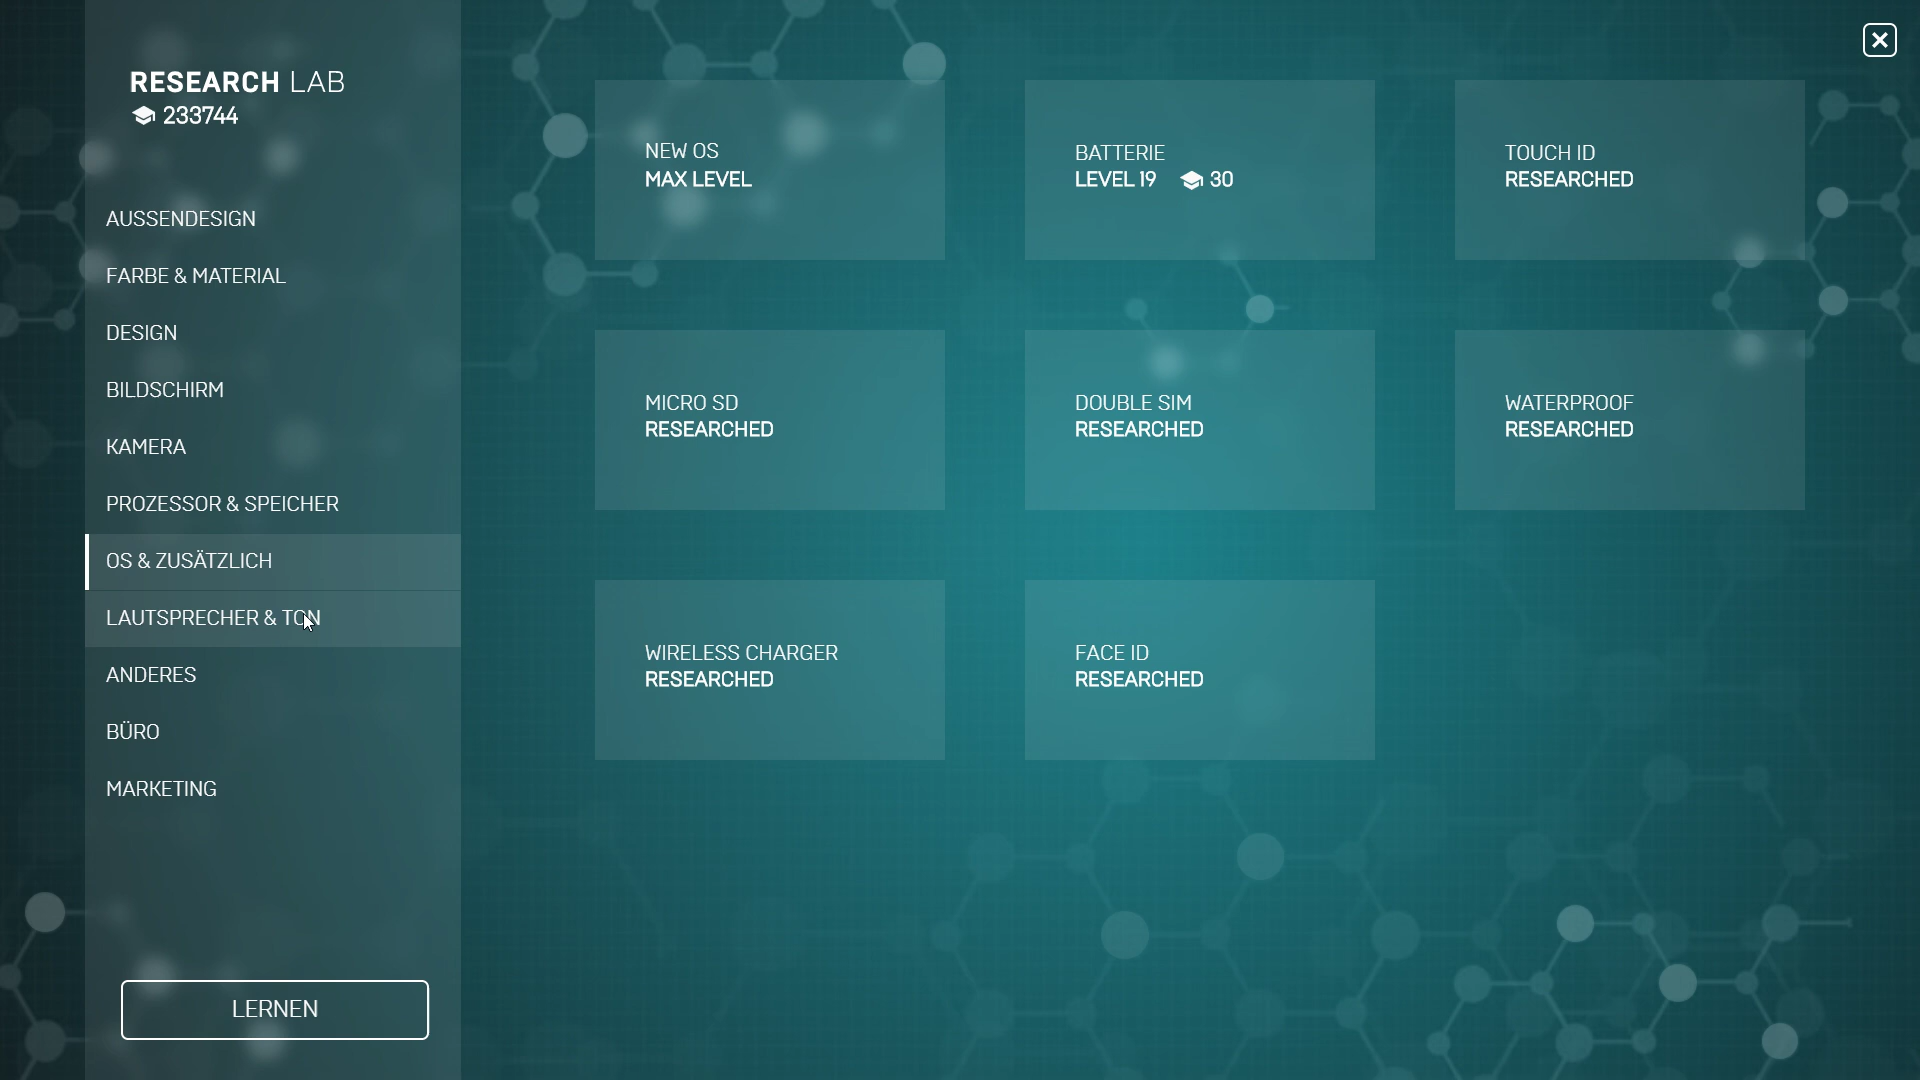 RESEARCH LAB
233744
AUSSENDESIGN
FARBE & MATERIAL
DESIGN
BILDSCHIRM
KAMERA
PROZESSOR & SPEICHER
OS & ZUSÄTZLICH
LAUTSPRECHER & TON
ANDERES
BÜRO
MARKETING
LERNEN
NEW OS
MAX LEVEL
BATTERIE
LEVEL 19 30
TOUCH ID
RESEARCHED
MICRO SD
RESEARCHED
DOUBLE SIM
RESEARCHED
WATERPROOF
RESEARCHED
WIRELESS CHARGER
RESEARCHED
FACE ID
RESEARCHED